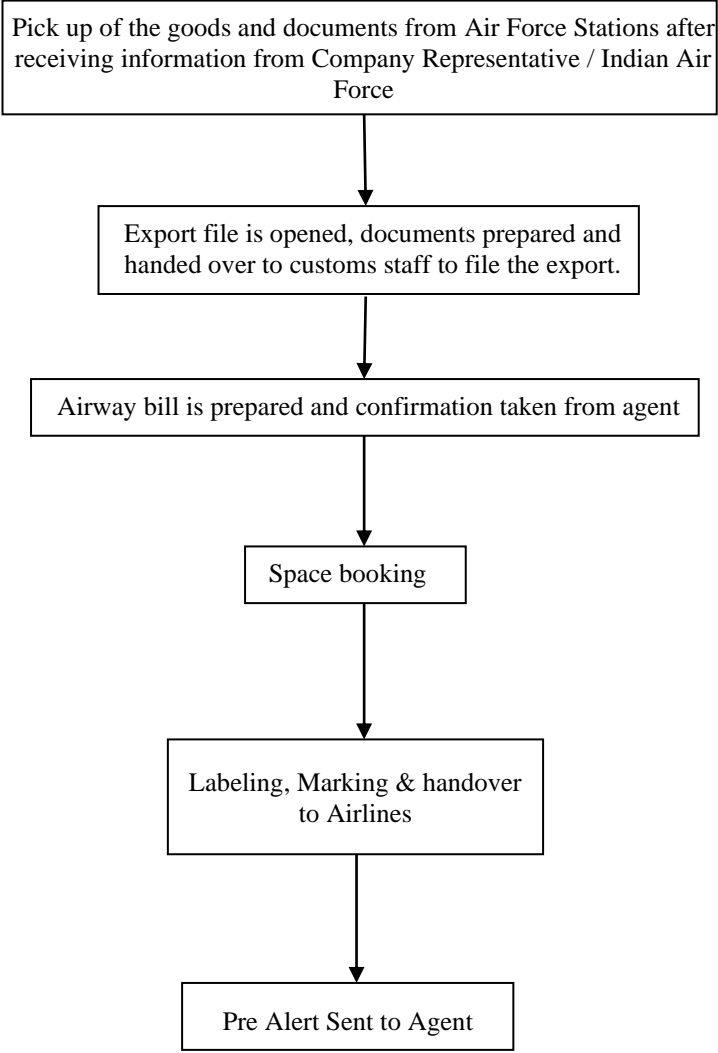 Pick up of the goods and documents from Air Force Stations after
receiving information from Company Representative / Indian Air
Force
Export file is opened, documents prepared and
handed over to customs staff to file the export.
Airway bill is prepared and confirmation taken from agent
Space booking
Labeling, Marking & handover
to Airlines
Pre Alert Sent to Agent